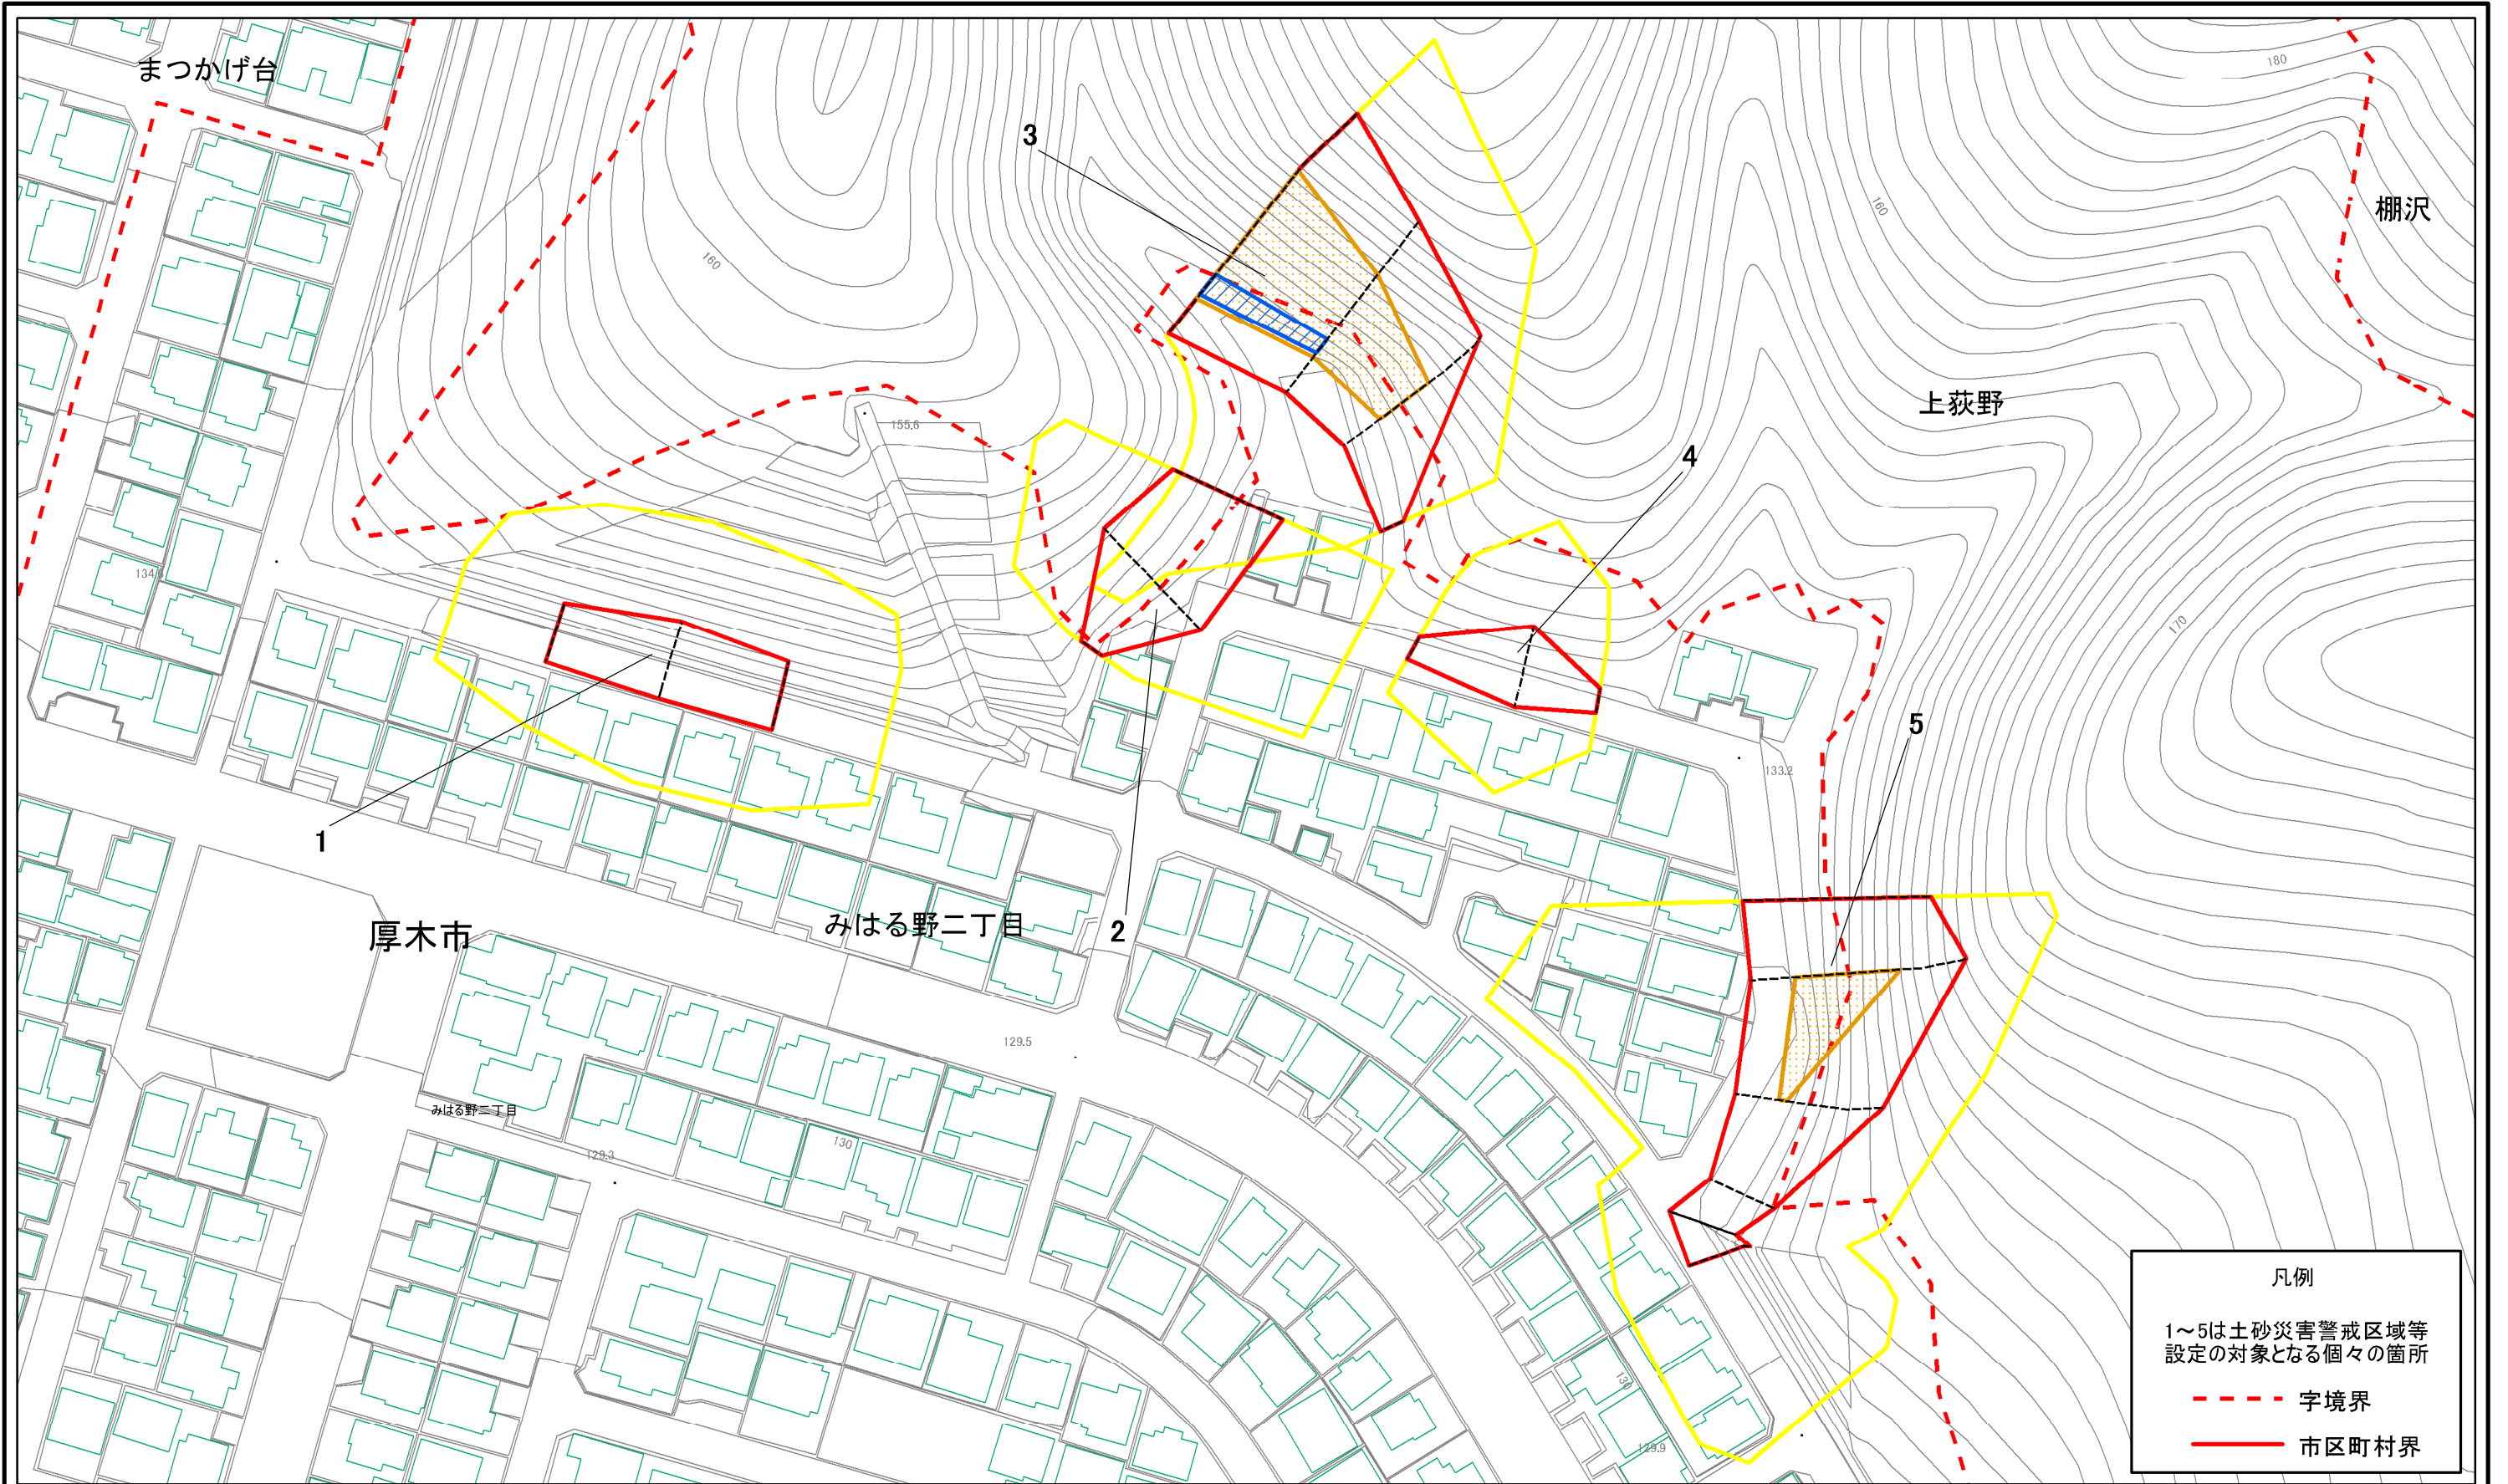 まつかげ台
180
3
棚沢
160
160
上荻野
155.6
4
134.
170
5
133.2
1
厚木市
みはる野二丁目
2
129.5
みはる野二丁目
130
129.3
凡例
1～5は土砂災害警戒区域等
設定の対象となる個々の箇所
字境界
130
市区町村界
129.9